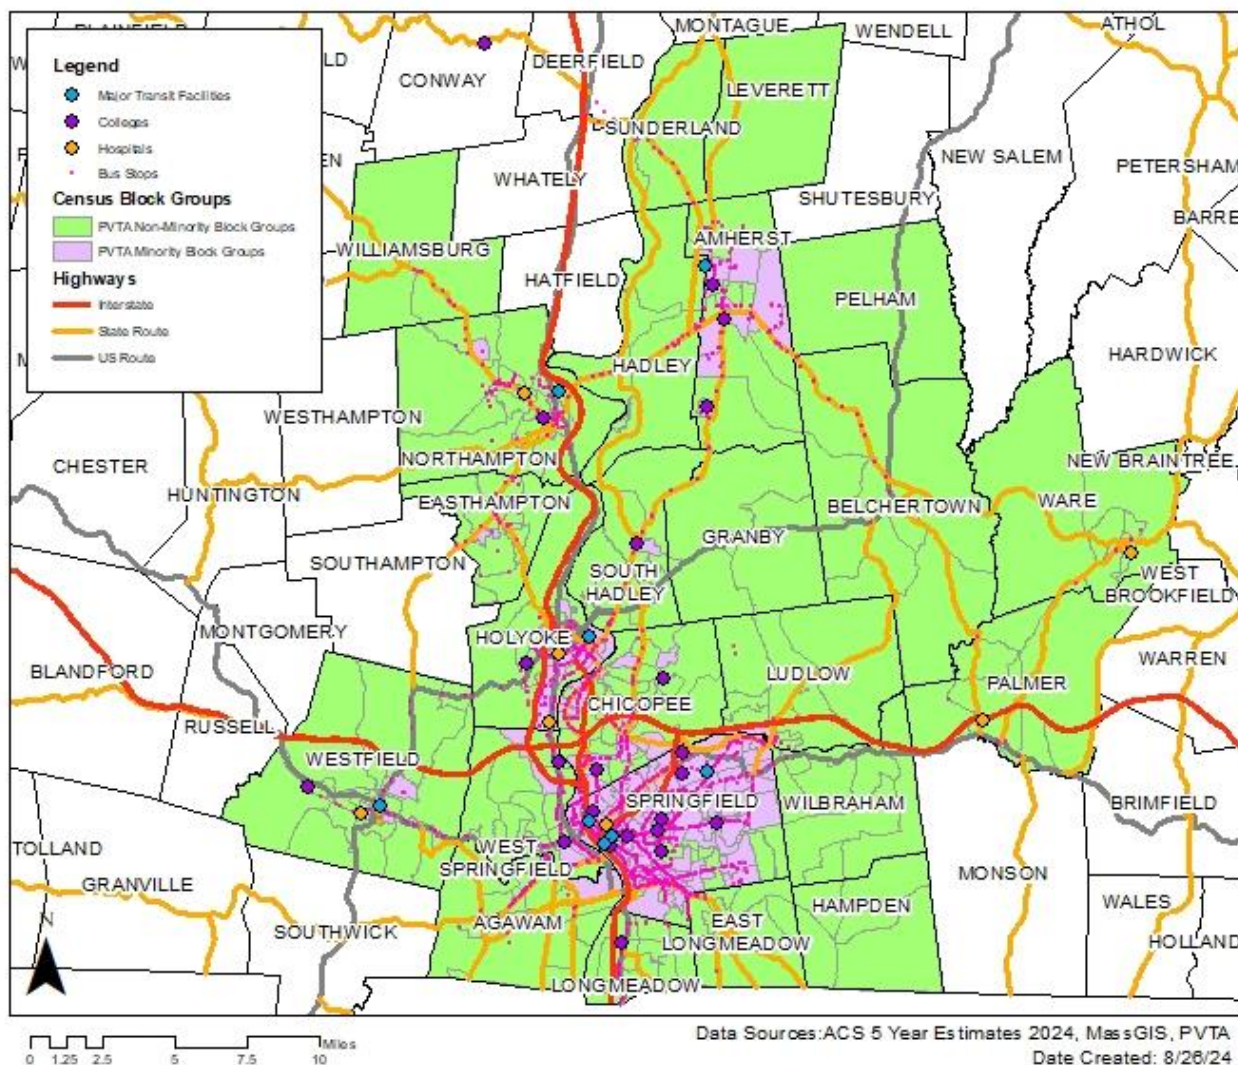 PLAINFIELD
MONTAGUE
WENDELL
ATHOL
Legend
Major Transit Facilities
Colleges
Hospitals
Bus Stops
Census Block Groups
PVTA Non-Minority Block Groups
PVTA Minority Block Groups
Highways
Interstate
State Route
US Route
LD
CONWAY
DEERFIELD
LEVERETT
SUNDERLAND
NEW SALEM
PETERSHAM
EN
WHATELY
SHUTESBURY
BARRE
WILLIAMSBURG
AMHERST
HATFIELD
PELHAM
HADLEY
HARDWICK
WESTHAMPTON
CHESTER
NORTHAMPTON
NEW BRAINTREE
HUNTINGTON
EASTHAMPTON
BELCHERTOWN
WARE
GRANBY
SOUTHAMPTON
SOUTH
HADLEY
WEST
BROOKFIELD
MONTGOMERY
HOLYOKE
BLANDFORD
LUDLOW
PALMER
WARREN
CHICOPEE
RUSSELL
WESTFIELD
SPRINGFIELD
WILBRAHAM
BRIMFIELD
TOLLAND
WEST
SPRINGFIELD
GRANVILLE
MONSON
WALES
HAMPDEN
SOUTHWICK
AGAWAM
EAST
LONGMEADOW
HOLLAND
LONGMEADOW
N
0 1.25 2.5 5 7.5 10 Miles
Data Sources:ACS 5 Year Estimates 2024, MassGIS, PVTA
Date Created: 8/26/24